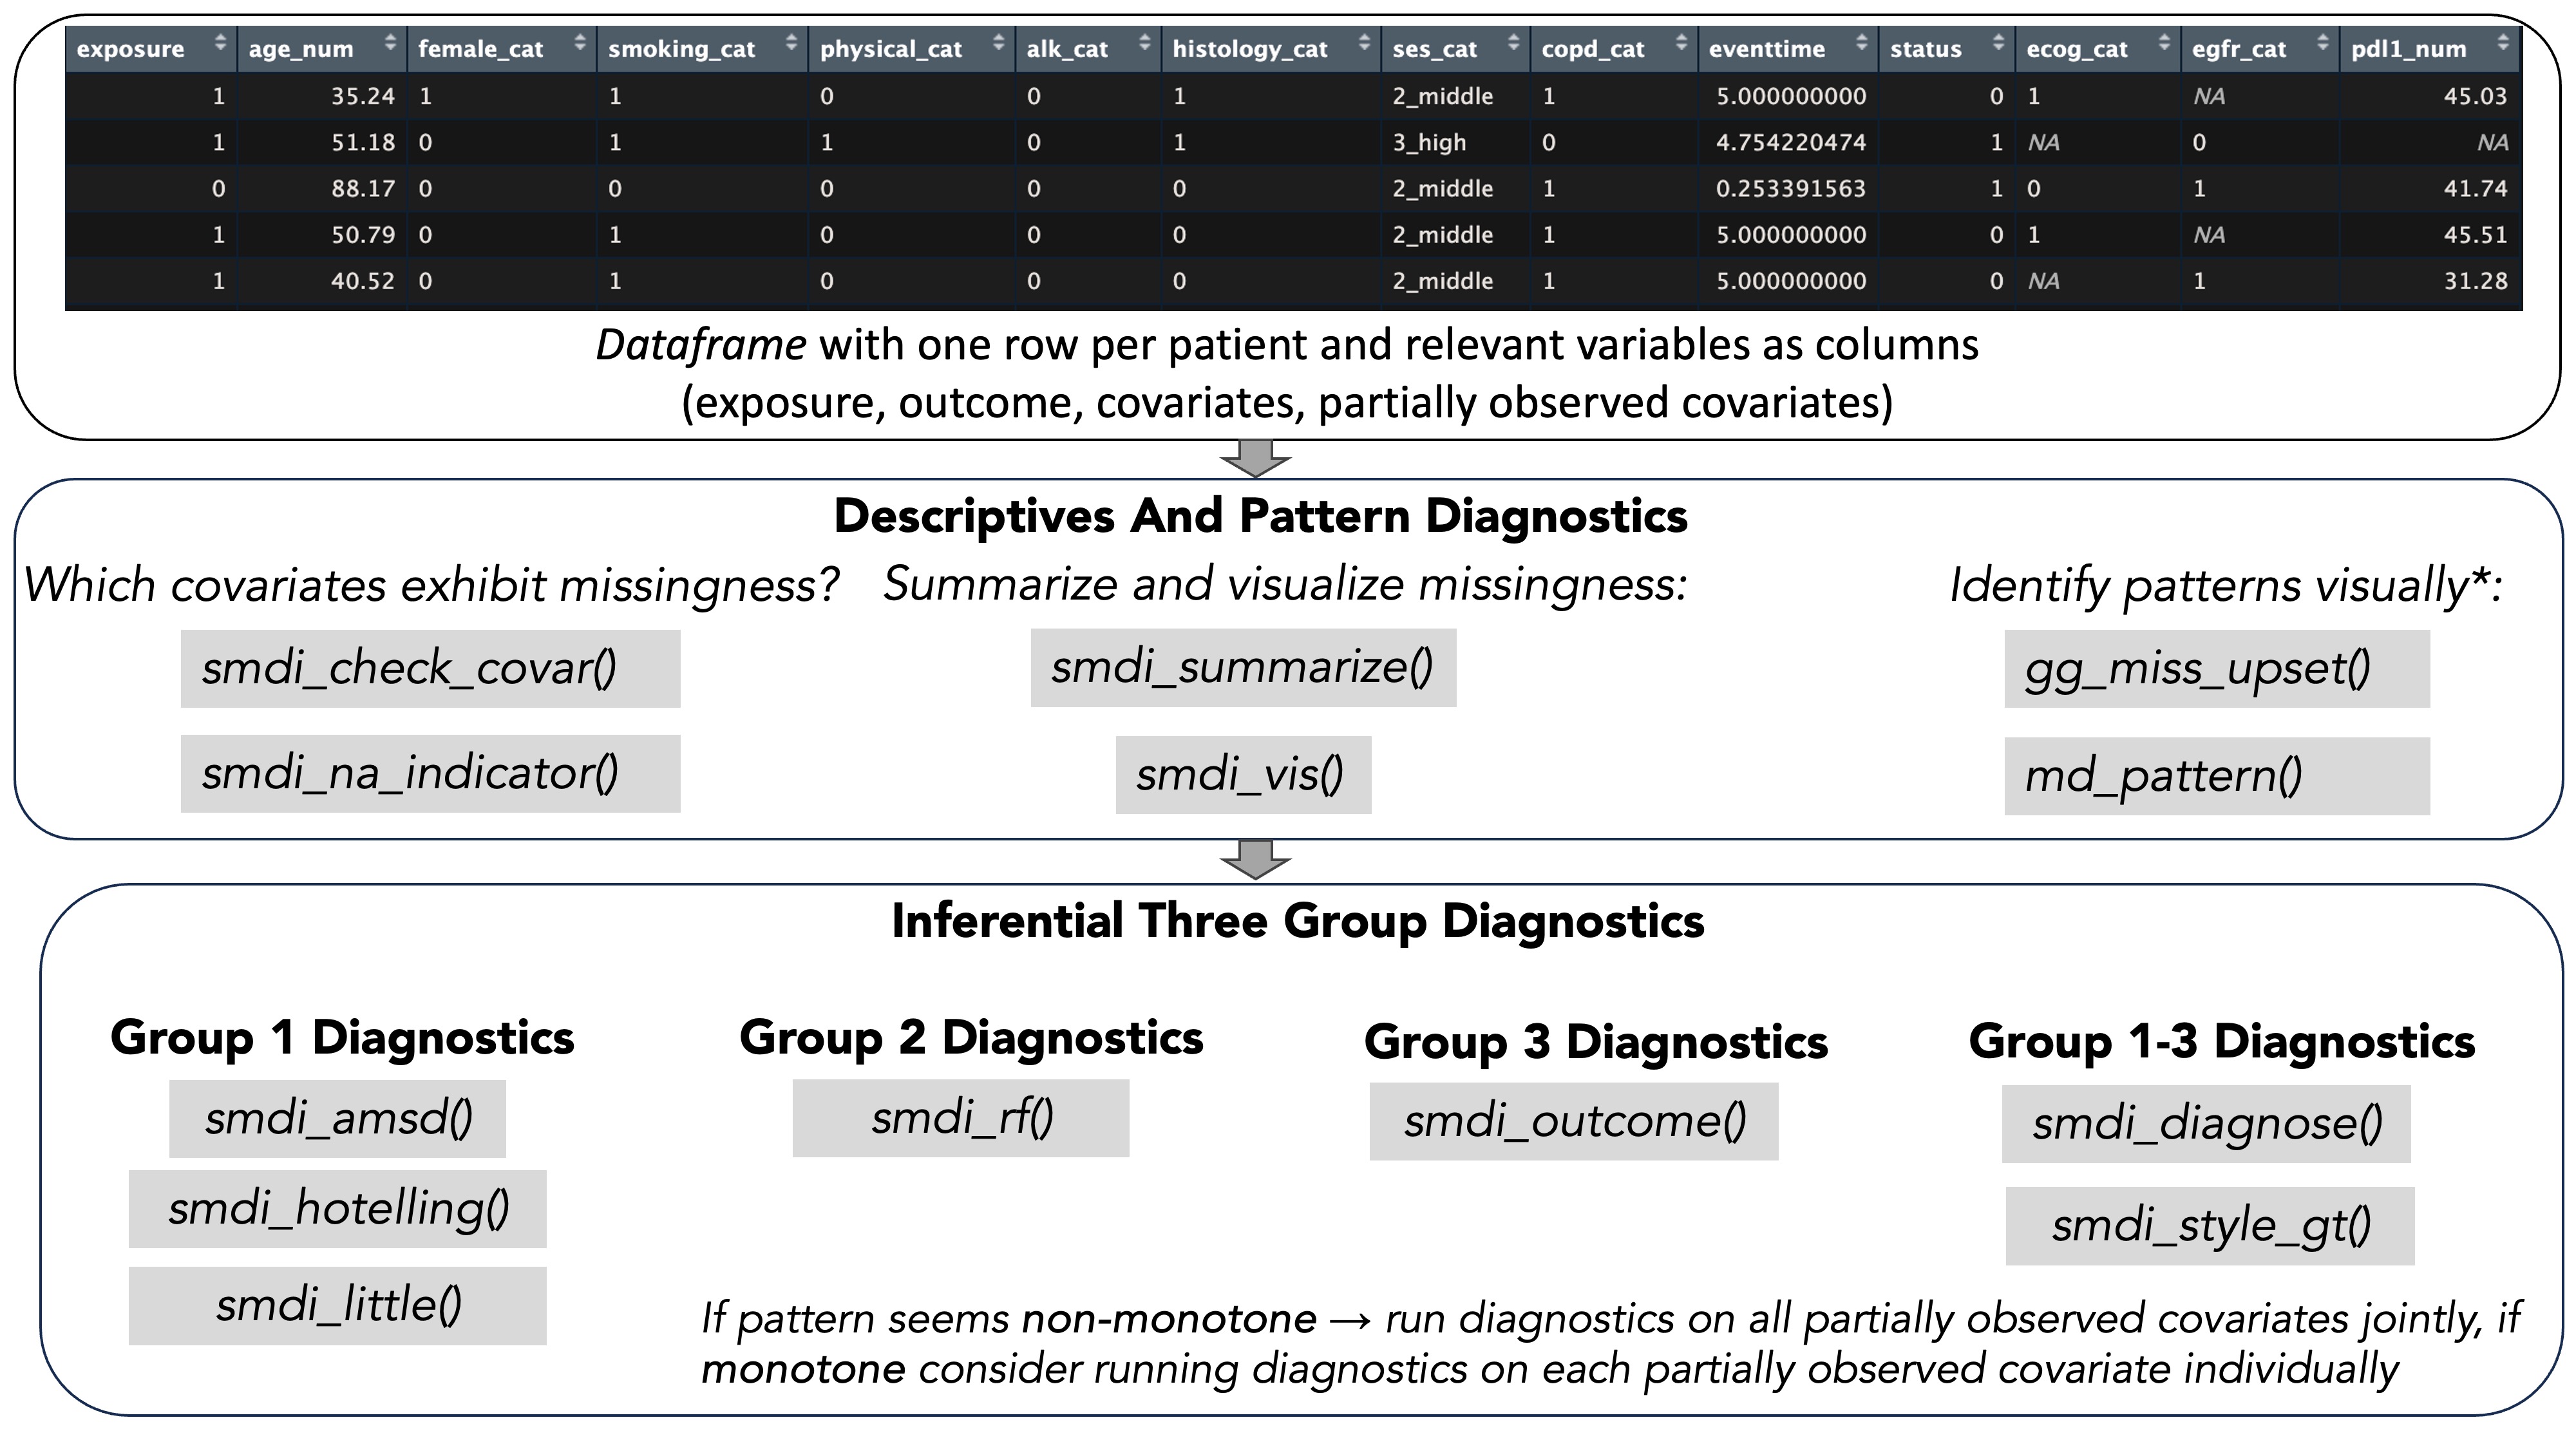 exposure age_num female_cat smoking_cat physical_cat alk_cat histology_cat ses_cat copd_cat eventtime status ecog_cat egfr_cat pdl1_num
1 35.24 1 1 0 0 1 2_middle 1 5.000000000 0 1 NA 45.03
1 51.18 0 1 1 0 1 3_high 0 4.754220474 1 NA 0 NA
0 88.17 0 0 0 0 0 2_middle 1 0.253391563 1 0 1 41.74
1 50.79 0 1 0 0 0 2_middle 1 5.000000000 0 1 NA 45.51
1 40.52 0 1 0 0 0 2_middle 1 5.000000000 0 NA 1 31.28
Dataframe with one row per patient and relevant variables as columns
(exposure, outcome, covariates, partially observed covariates)
Descriptives And Pattern Diagnostics
Which covariates exhibit missingness?
smdi_check_covar()
smdi_na_indicator()
Summarize and visualize missingness:
smdi_summarize()
smdi_vis()
Identify patterns visually*:
gg_miss_upset()
md_pattern()
Inferential Three Group Diagnostics
Group 1 Diagnostics
smdi_amsd()
smdi_hotelling()
smdi_little()
Group 2 Diagnostics
smdi_rf()
Group 3 Diagnostics
smdi_outcome()
Group 1-3 Diagnostics
smdi_diagnose()
smdi_style_gt()
If pattern seems non-monotone → run diagnostics on all partially observed covariates jointly, if
monotone consider running diagnostics on each partially observed covariate individually